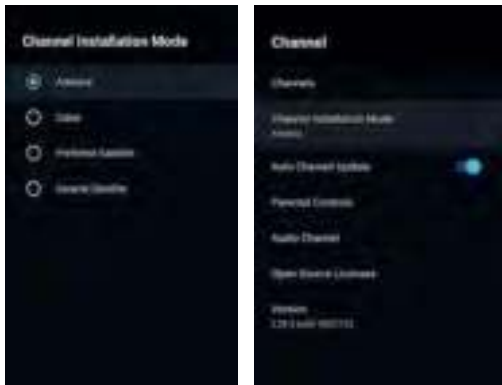 Channel Installation Mode
Antenna
Cable
Preferred Satellite
General Satellite
Channel
Channels
Channel Installation Mode
Antenna
Auto Channel Update
Parental Controls
Audio Channel
Open Source Licenses
Version